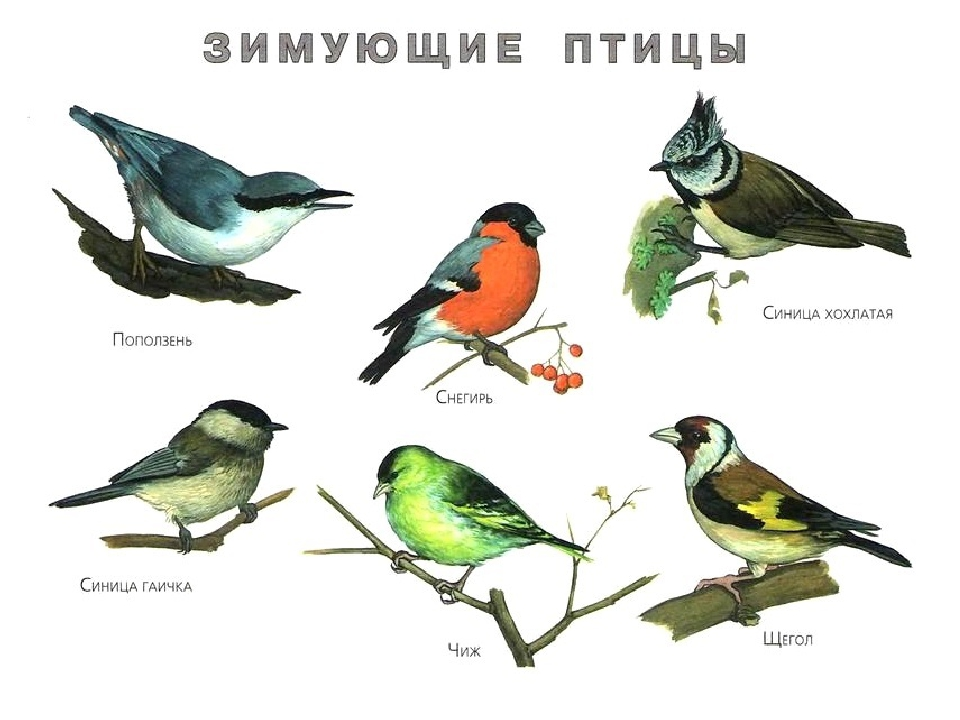 ЗИМУЮЩИЕ ПТИЦЫ
Синица хохлатая
Поползень
Снегирь
Синица гаичка
Чиж
Щегол